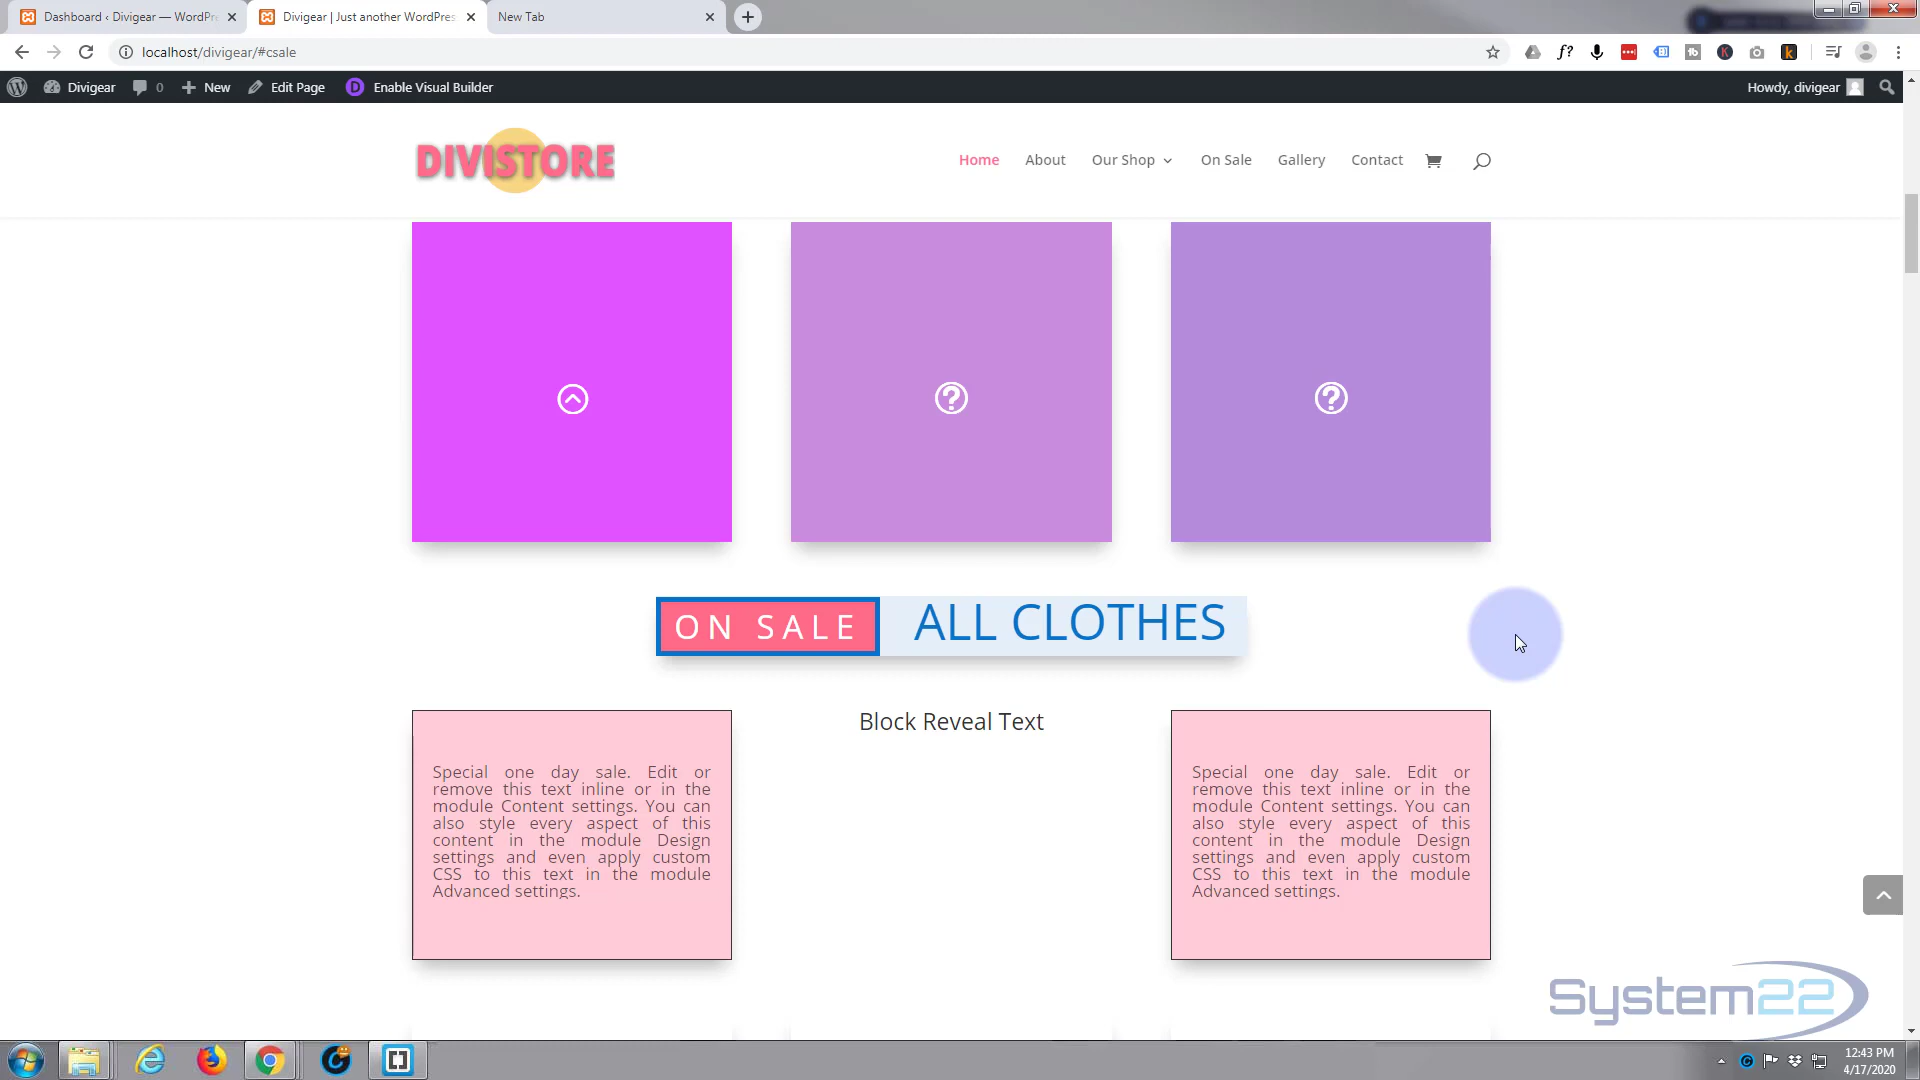 Dashboard ‹ Divigear — WordPr
Divigear | Just another WordPres
New Tab
localhost/divigear/#csale
Divigear
0
New
Edit Page
Enable Visual Builder
Howdy, divigear
DIVISTORE
Home
About
Our Shop
On Sale
Gallery
Contact
ON SALE
ALL CLOTHES
Special one day sale. Edit or
remove this text inline or in the
module Content settings. You can
also style every aspect of this
content in the module Design
settings and even apply custom
CSS to this text in the module
Advanced settings.
Block Reveal Text
Special one day sale. Edit or
remove this text inline or in the
module Content settings. You can
also style every aspect of this
content in the module Design
settings and even apply custom
CSS to this text in the module
Advanced settings.
System22
12:43 PM
4/17/2020